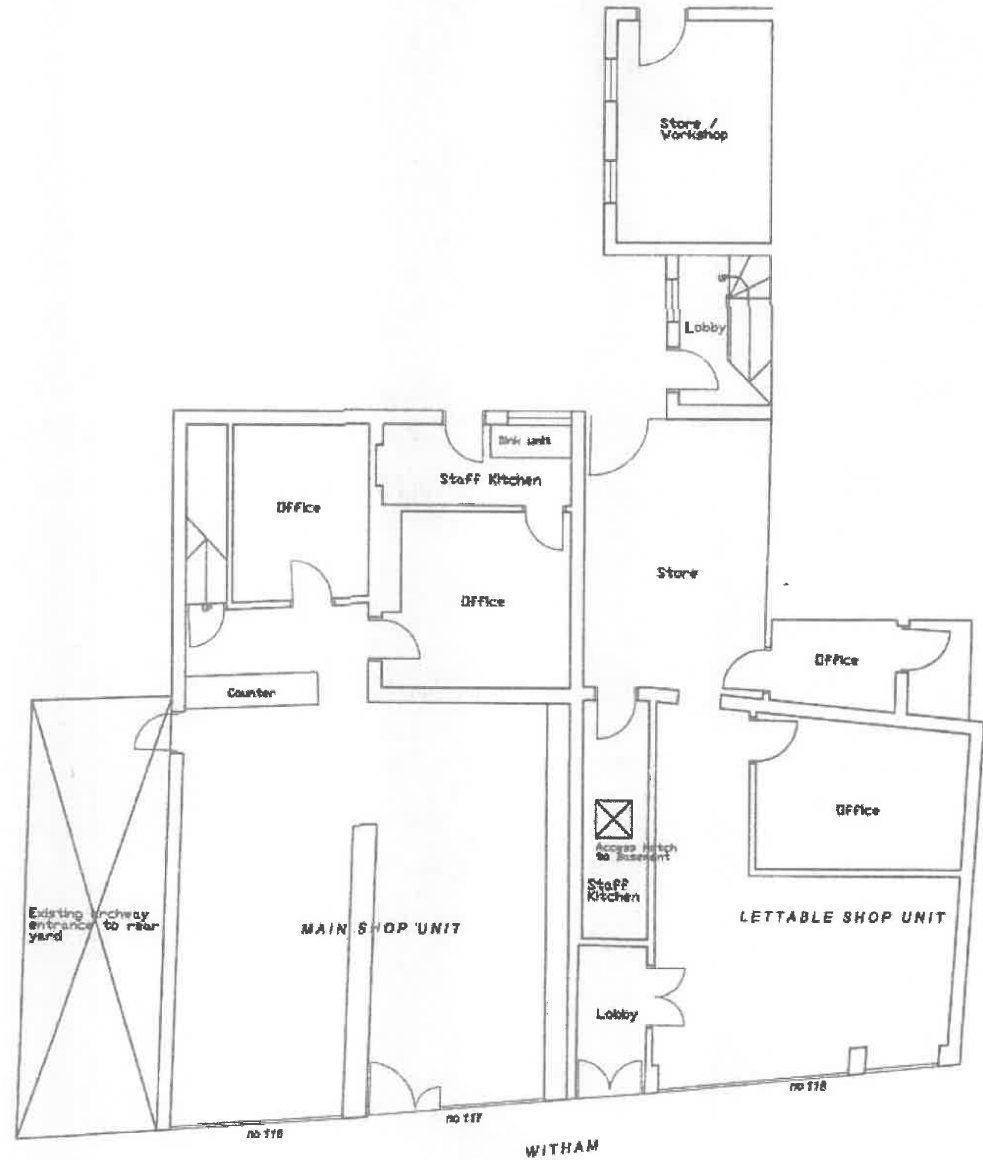 Store /
Workshop
Lobby
Sink unit
Staff Kitchen
Office
Office
Store
Office
Counter
Office
Access Hatch
to Basement
Staff
Kitchen
Existing archway
entrance to rear
yard
MAIN SHOP UNIT
LETTABLE SHOP UNIT
Lobby
no 116
no 117
no 118
WITHAM